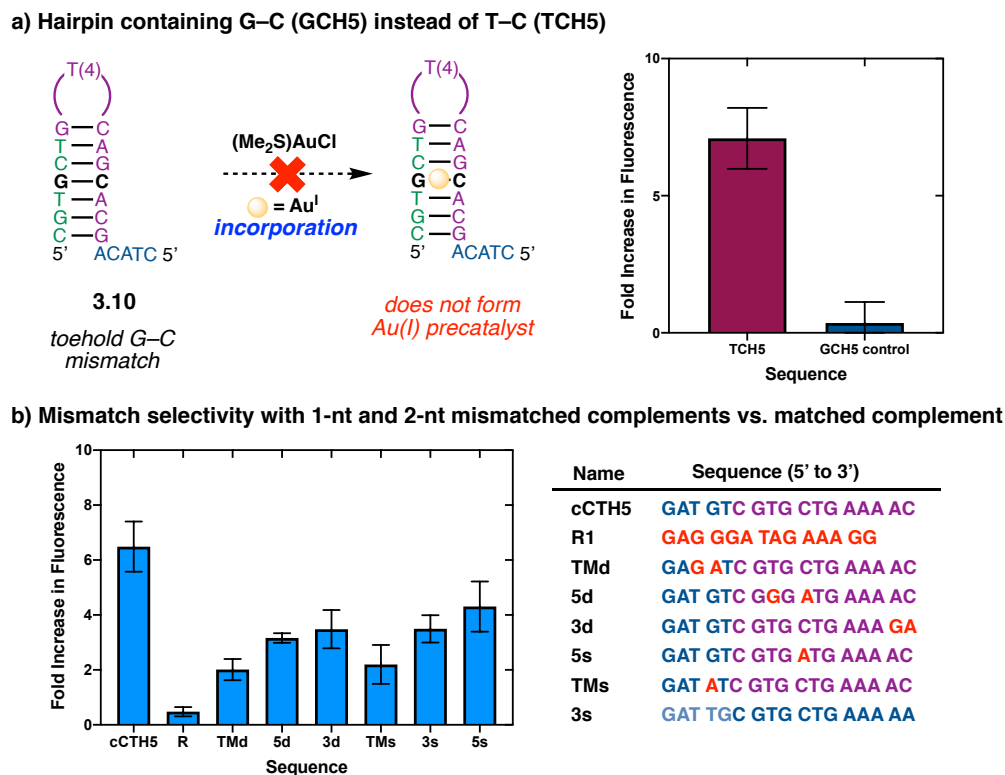 a) Hairpin containing G–C (GCH5) instead of T–C (TCH5)
T(4)
G C
T A
C G
G C
T A
G C
C G
5' ACATC 5'
3.10
toehold G–C
mismatch
(Me2S)AuCl
= AuI
incorporation
T(4)
G C
T A
C G
G C
T A
G C
C G
5' ACATC 5'
does not form
Au(I) precatalyst
Fold Increase in Fluorescence
10
5
0
TCH5 GCH5 control
Sequence
b) Mismatch selectivity with 1-nt and 2-nt mismatched complements vs. matched complement
Fold Increase in Fluorescence
10
8
6
4
2
0
cCTH5 R TMd 5d 3d TMs 3s 5s
Sequence
Name Sequence (5’ to 3’)
cCTH5 GAT GTC GTG CTG AAA AC
R1 GAG GGA TAG AAA GG
TMd GAG ATC GTG CTG AAA AC
5d GAT GTC GGG ATG AAA AC
3d GAT GTC GTG CTG AAA GA
5s GAT GTC GTG ATG AAA AC
TMs GAT ATC GTG CTG AAA AC
3s GAT TGC GTG CTG AAA AA